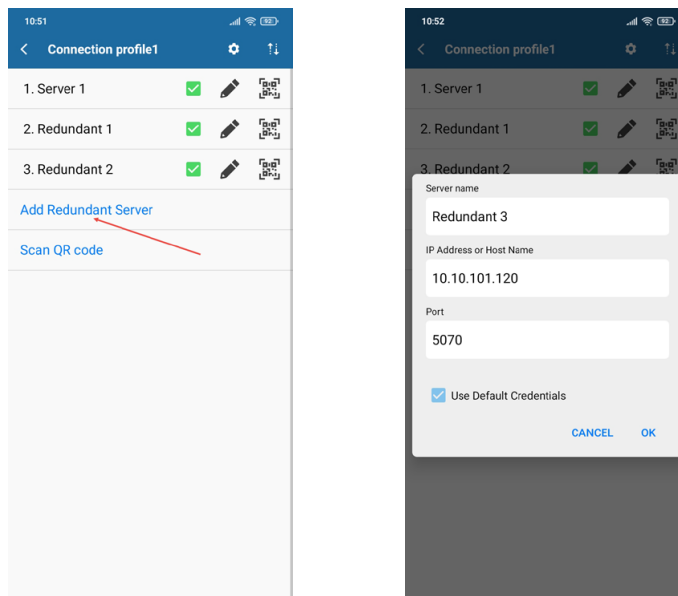 10:51
92
Connection profile1
1. Server 1
2. Redundant 1
3. Redundant 2
Add Redundant Server
Scan QR code
10:52
92
Connection profile1
1. Server 1
2. Redundant 1
3. Redundant 2
Server name
Redundant 3
IP Address or Host Name
10.10.101.120
Port
5070
Use Default Credentials
CANCEL OK